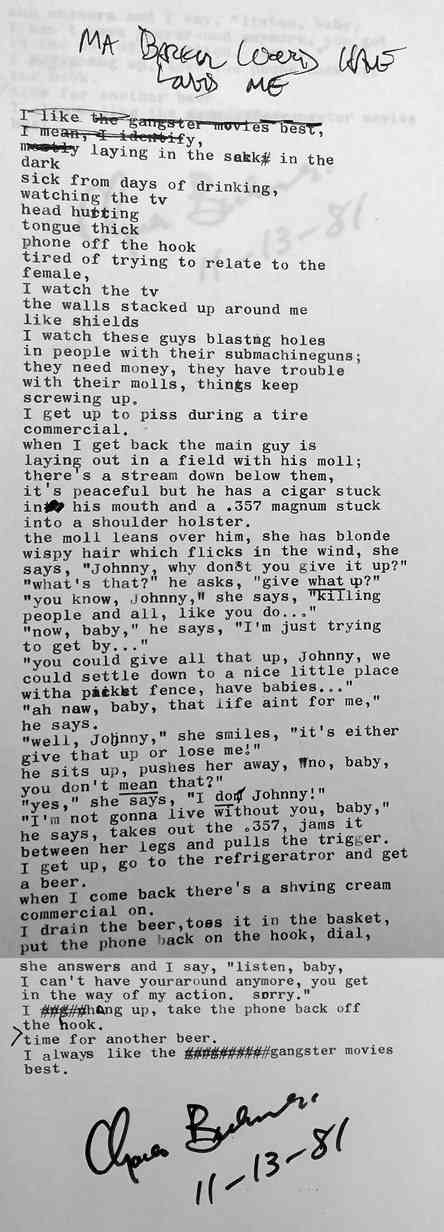 MA BARKER LOVED ME
I like the gangster movies best,
I mean, I identify,
mostly laying in the sakk# in the
dark
sick from days of drinking,
watching the tv
head hurting
tongue thick
phone off the hook
tired of trying to relate to the
female,
I watch the tv
the walls stacked up around me
like shields
I watch these guys blastng holes
in people with their submachineguns;
they need money, they have trouble
with their molls, things keep
screwing up.
I get up to piss during a tire
commercial.
when I get back the main guy is
laying out in a field with his moll;
there's a stream down below them,
it's peaceful but he has a cigar stuck
in his mouth and a .357 magnum stuck
into a shoulder holster.
the moll leans over him, she has blonde
wispy hair which flicks in the wind, she
says, "Johnny, why don8t you give it up?"
"what's that?" he asks, "give what up?"
"you know, Johnny," she says, "killing
people and all, like you do..."
"now, baby," he says, "I'm just trying
to get by..."
"you could give all that up, Johnny, we
could settle down to a nice little place
witha picket fence, have babies..."
"ah naw, baby, that life aint for me,"
he says.
"well, Johnny," she smiles, "it's either
give that up or lose me!"
he sits up, pushes her away, "no, baby,
you don't mean that?"
"yes," she says, "I do, Johnny!"
"I'm not gonna live without you, baby,"
he says, takes out the .357, jams it
between her legs and pulls the trigger.
I get up, go to the refrigeratror and get
a beer.
when I come back there's a shving cream
commercial on.
I drain the beer,toss it in the basket,
put the phone back on the hook, dial,
she answers and I say, "listen, baby,
I can't have youraround anymore, you get
in the way of my action. sorry."
I #####hang up, take the phone back off
the hook.
time for another beer.
I always like the #########gangster movies
best.
Charles Bukowski
11-13-81